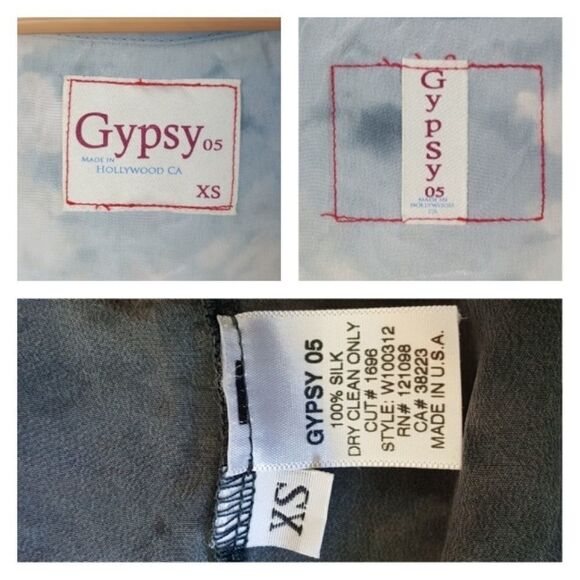 Gypsy 05
MADE IN
HOLLYWOOD CA
XS
G
y
p
S
y
05
MADE IN
HOLLYWOOD
CA
GYPSY 05
100% SILK
DRY CLEAN ONLY
CUT# 1696
STYLE: W100312
RN# 121098
CA# 38223
MADE IN U.S.A.
XS